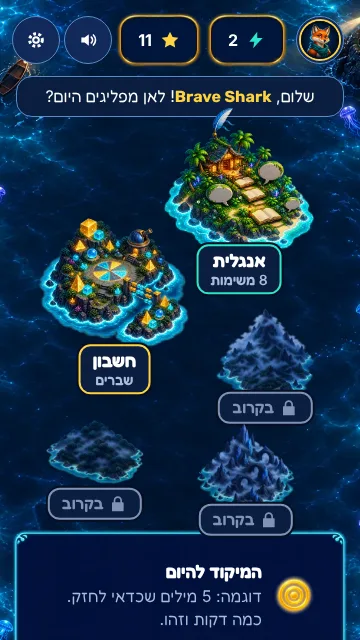 11
2
שלום, Brave Shark! לאן מפליגים היום?
אנגלית
8 משימות
חשבון
שברים
בקרוב
בקרוב
בקרוב
המיקוד להיום
דוגמה: 5 מילים שכדאי לחזק.
כמה דקות וזהו.